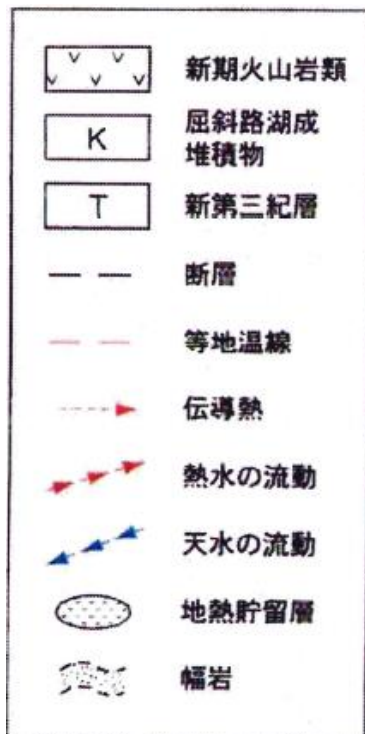 新期火山岩類
K
屈斜路湖成
堆積物
T
新第三紀層
断層
等地温線
伝導熱
熱水の流動
天水の流動
地熱貯留層
幅岩